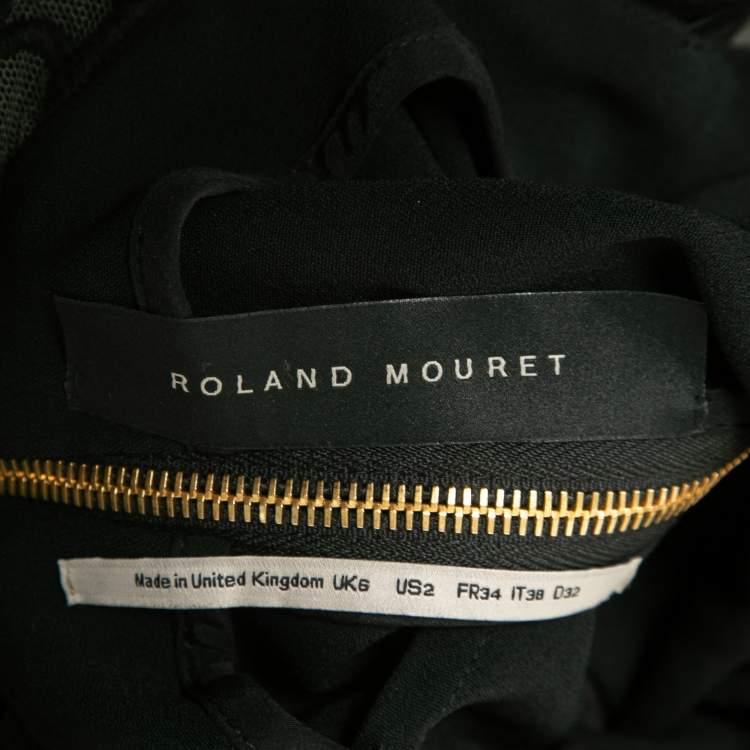 ROLAND MOURET
Made in United Kingdom UK6 US2 FR34 IT38 D32